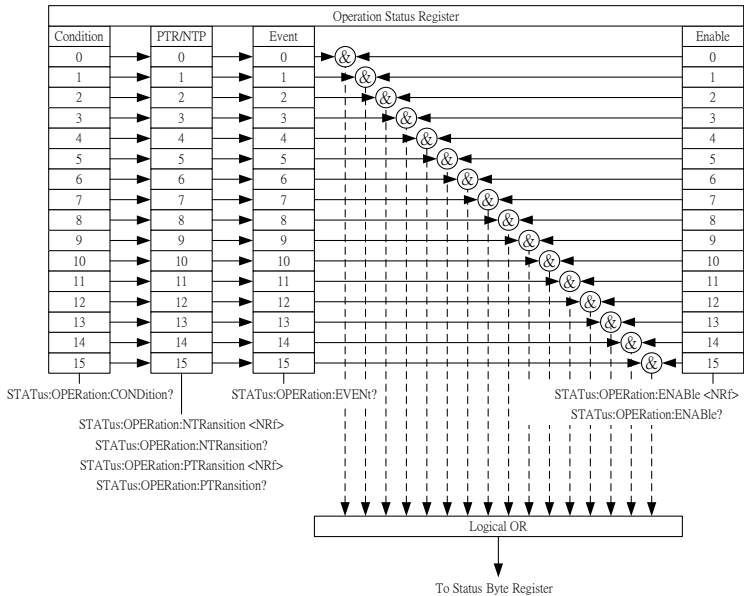 Operation Status Register
Condition PTR/NTP Event Enable
0 0 0 & 0
1 1 1 & 1
2 2 2 & 2
3 3 3 & 3
4 4 4 & 4
5 5 5 & 5
6 6 6 & 6
7 7 7 & 7
8 8 8 & 8
9 9 9 & 9
10 10 10 & 10
11 11 11 & 11
12 12 12 & 12
13 13 13 & 13
14 14 14 & 14
15 15 15 & 15
STATus:OPERation:CONDition? STATus:OPERation:EVENt? STATus:OPERation:ENABle <NRf>
STATus:OPERation:ENABle?
STATus:OPERation:NTRansition <NRf>
STATus:OPERation:NTRansition?
STATus:OPERation:PTRansition <NRf>
STATus:OPERation:PTRansition?
Logical OR
To Status Byte Register